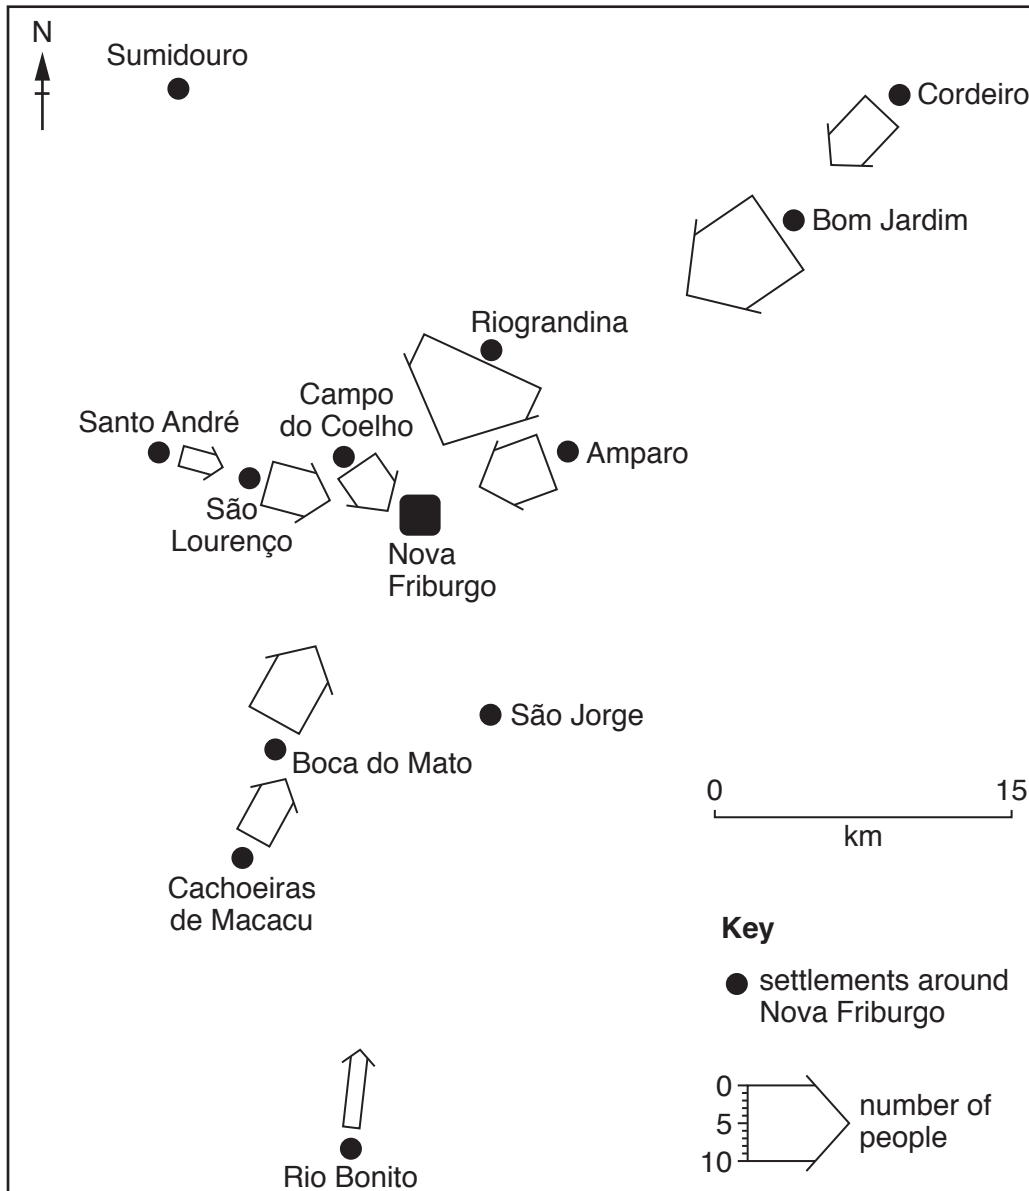 N
Sumidouro
Cordeiro
Bom Jardim
Riograndina
Campo
do Coelho
Santo André
Amparo
São
Lourenço
Nova
Friburgo
São Jorge
Boca do Mato
0 15
km
Cachoeiras
de Macacu
Key
settlements around
Nova Friburgo
0
5
10
number of
people
Rio Bonito